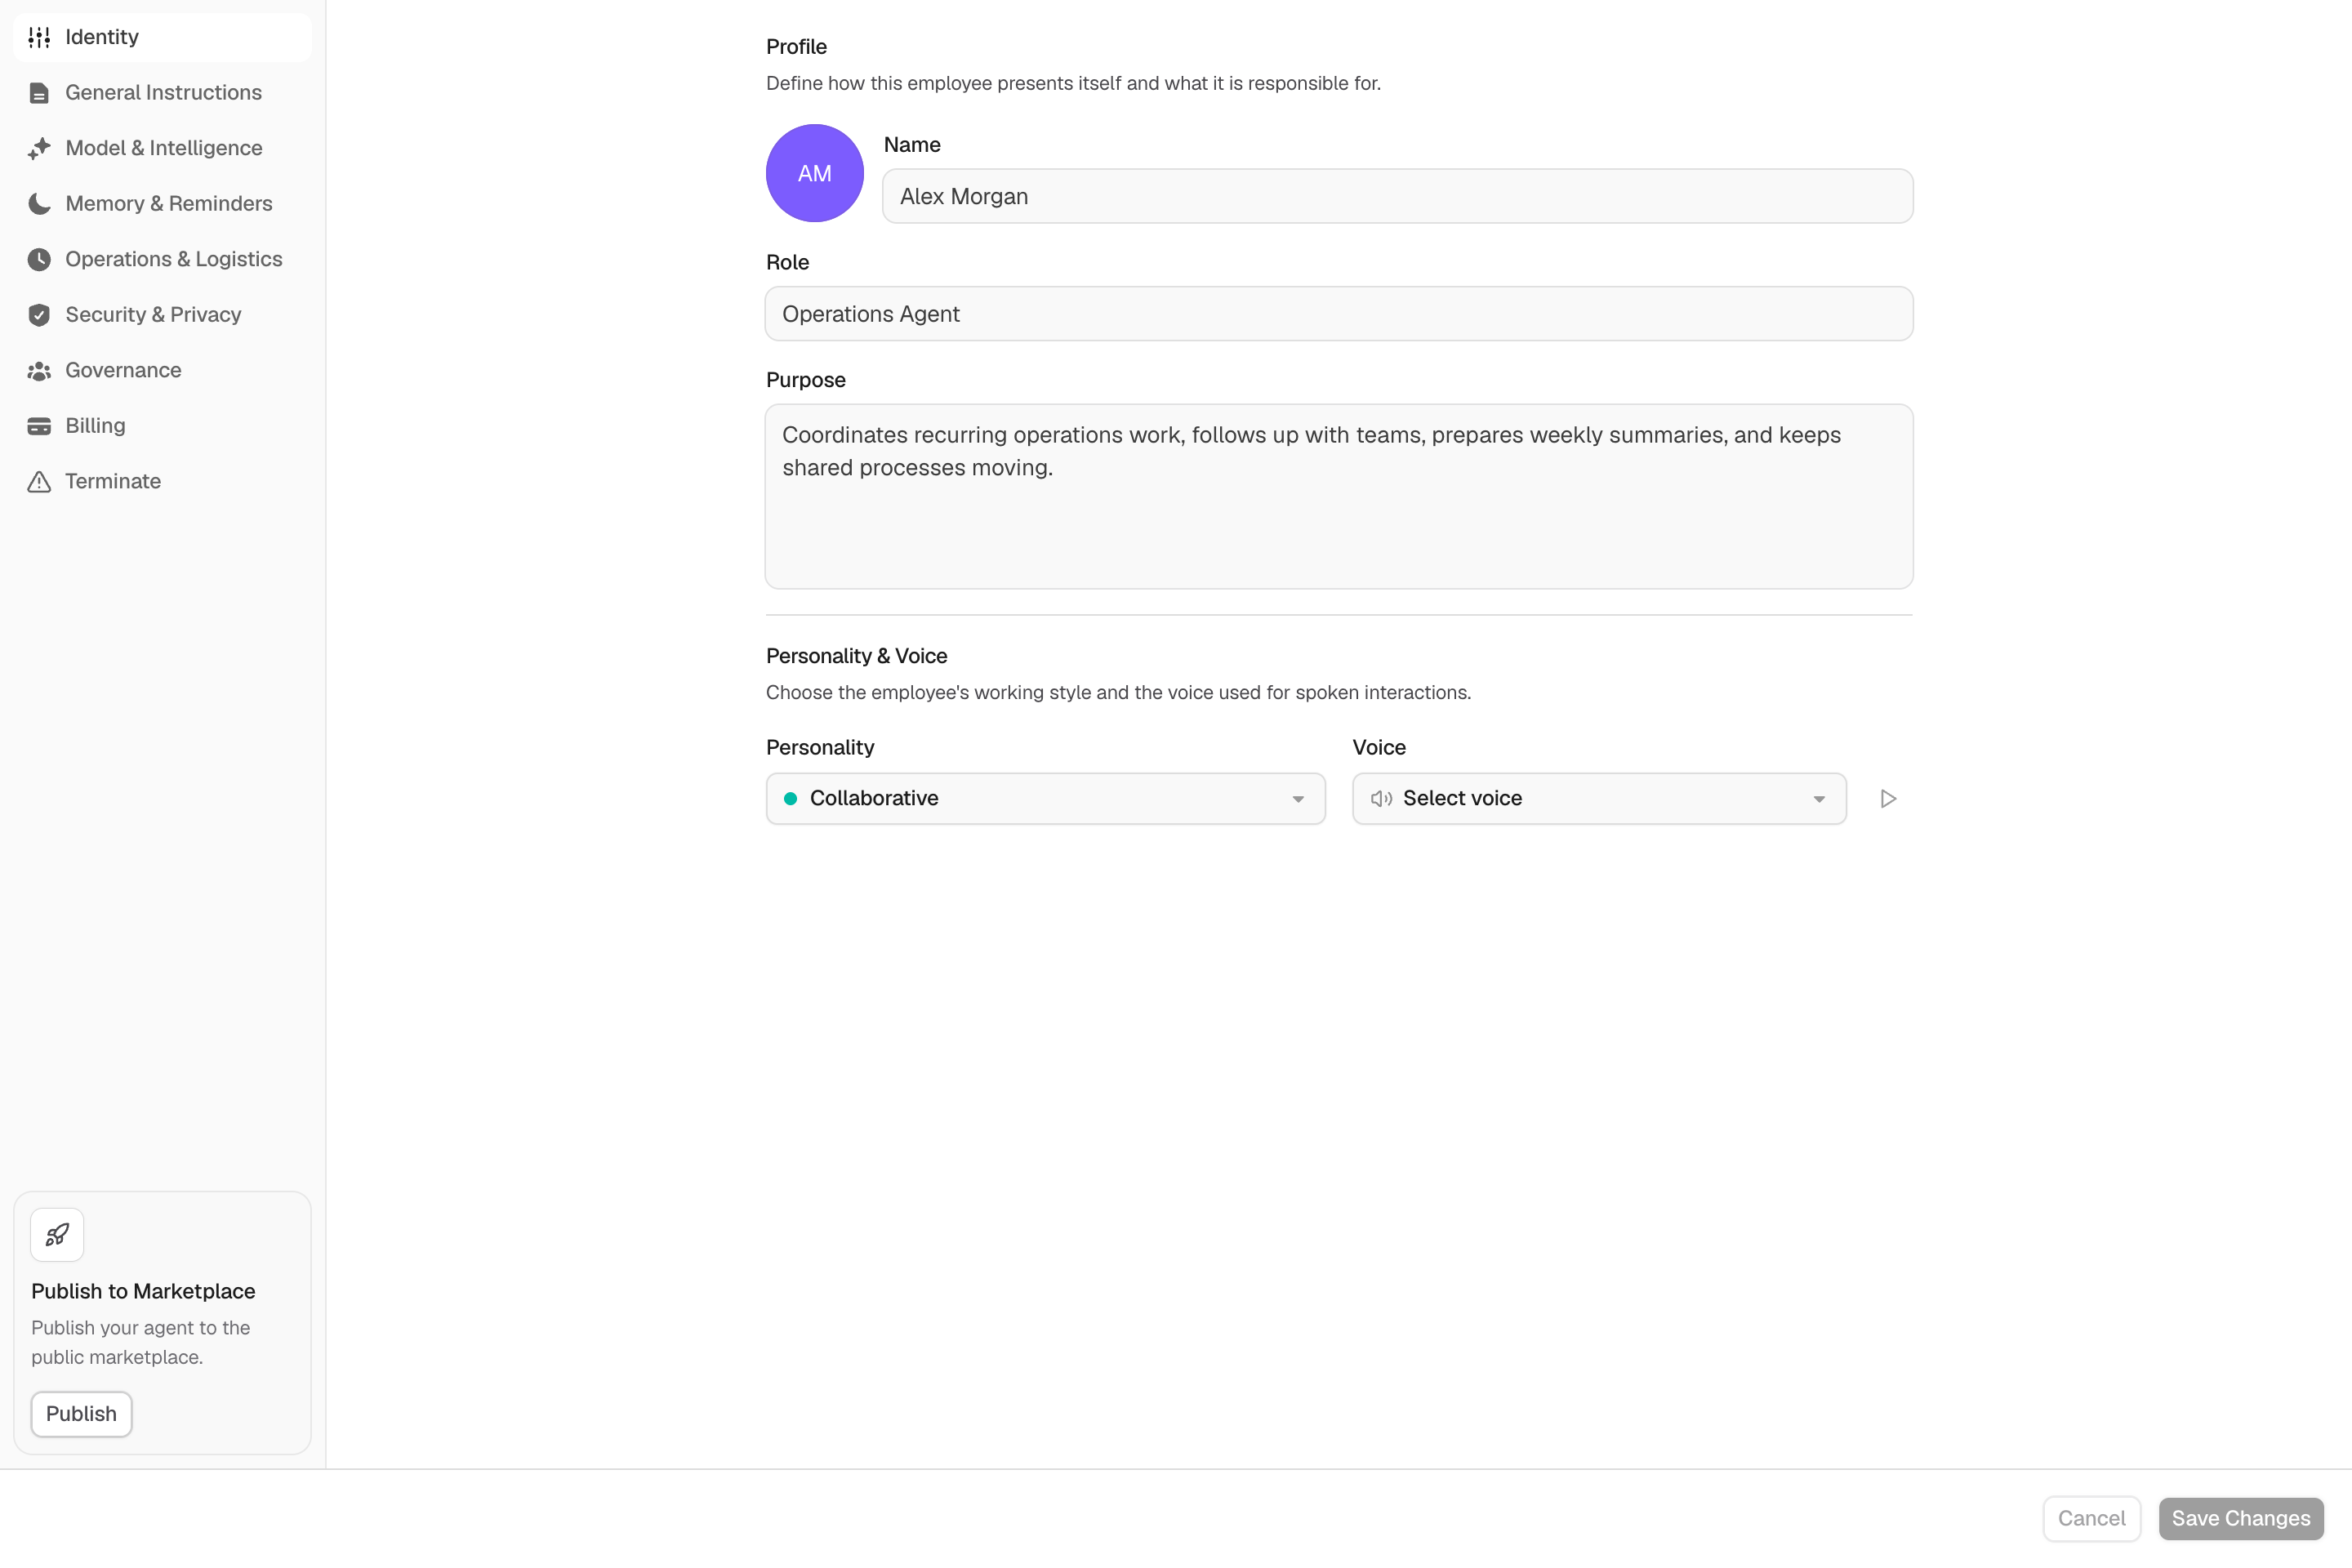 Identity
General Instructions
Model & Intelligence
Memory & Reminders
Operations & Logistics
Security & Privacy
Governance
Billing
Terminate
Publish to Marketplace
Publish your agent to the
public marketplace.
Publish
Profile
Define how this employee presents itself and what it is responsible for.
AM
Name
Alex Morgan
Role
Operations Agent
Purpose
Coordinates recurring operations work, follows up with teams, prepares weekly summaries, and keeps
shared processes moving.
Personality & Voice
Choose the employee's working style and the voice used for spoken interactions.
Personality
Collaborative
Voice
Select voice
Cancel
Save Changes